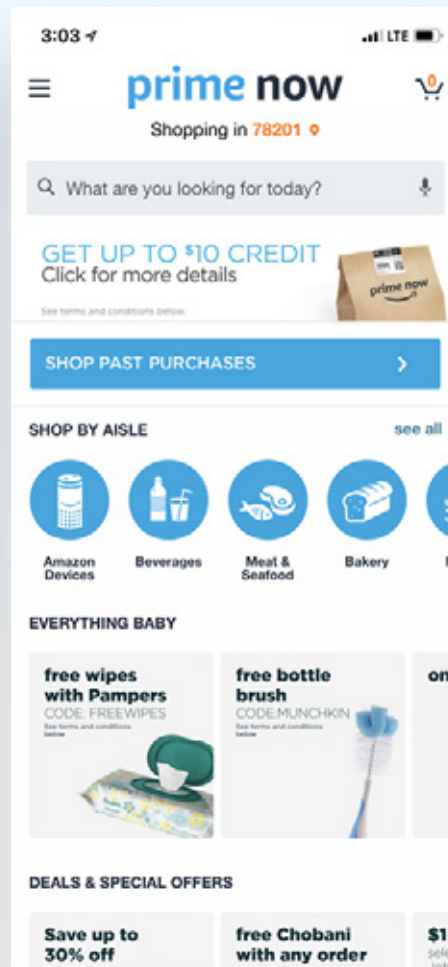 3:03
LTE
prime now
0
Shopping in 78201
What are you looking for today?
GET UP TO $10 CREDIT
Click for more details
See terms and conditions below.
prime now
SHOP PAST PURCHASES
SHOP BY AISLE
see all
Amazon
Devices
Beverages
Meat &
Seafood
Bakery
EVERYTHING BABY
free wipes
with Pampers
CODE: FREEWIPES
See terms and conditions
below
free bottle
brush
CODE:MUNCHKIN
See terms and conditions
below
on
DEALS & SPECIAL OFFERS
Save up to
30% off
free Chobani
with any order
$1